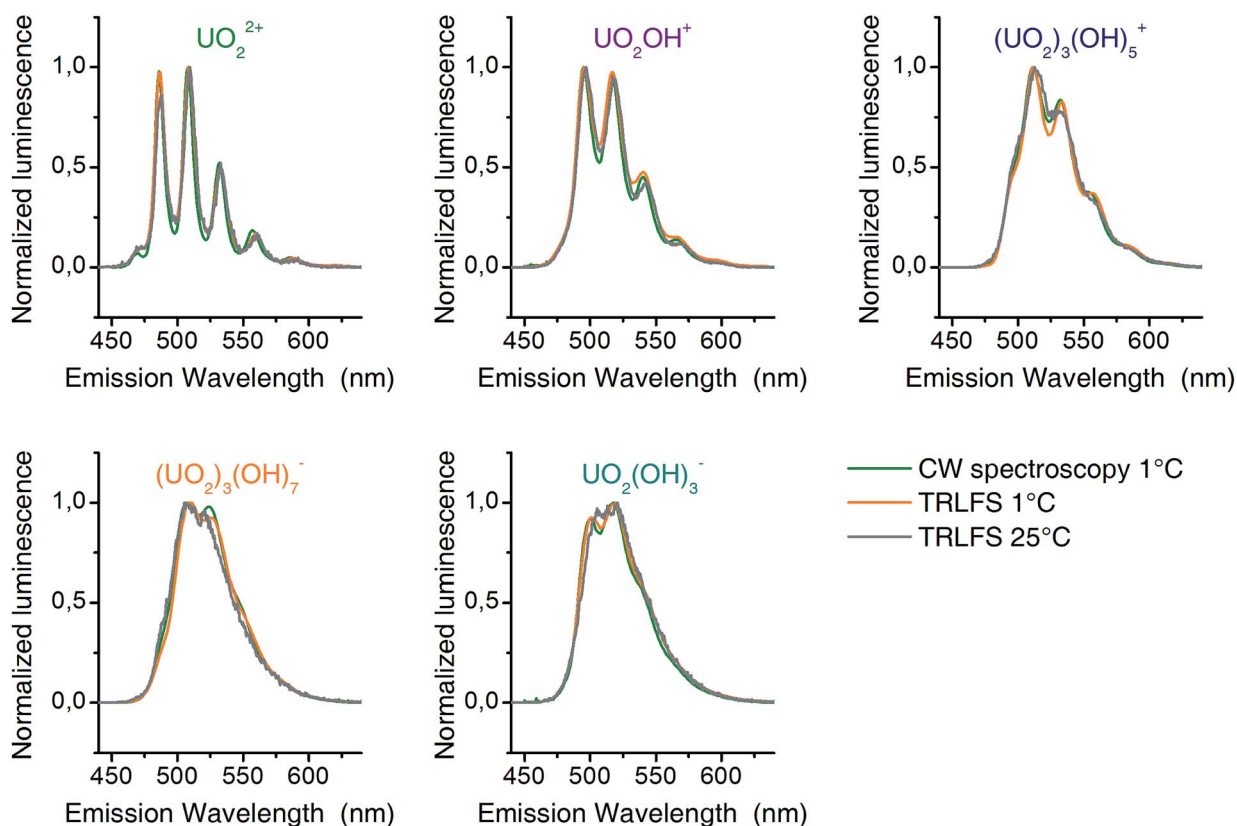 UO₂²⁺
Normalized luminescence
1,0
0,5
0,0
450 500 550 600
Emission Wavelength (nm)
UO₂OH⁺
Normalized luminescence
1,0
0,5
0,0
450 500 550 600
Emission Wavelength (nm)
(UO₂)₃(OH)₅⁺
Normalized luminescence
1,0
0,5
0,0
450 500 550 600
Emission Wavelength (nm)
(UO₂)₃(OH)₇⁻
Normalized luminescence
1,0
0,5
0,0
450 500 550 600
Emission Wavelength (nm)
UO₂(OH)₃⁻
Normalized luminescence
1,0
0,5
0,0
450 500 550 600
Emission Wavelength (nm)
CW spectroscopy 1°C
TRLFS 1°C
TRLFS 25°C